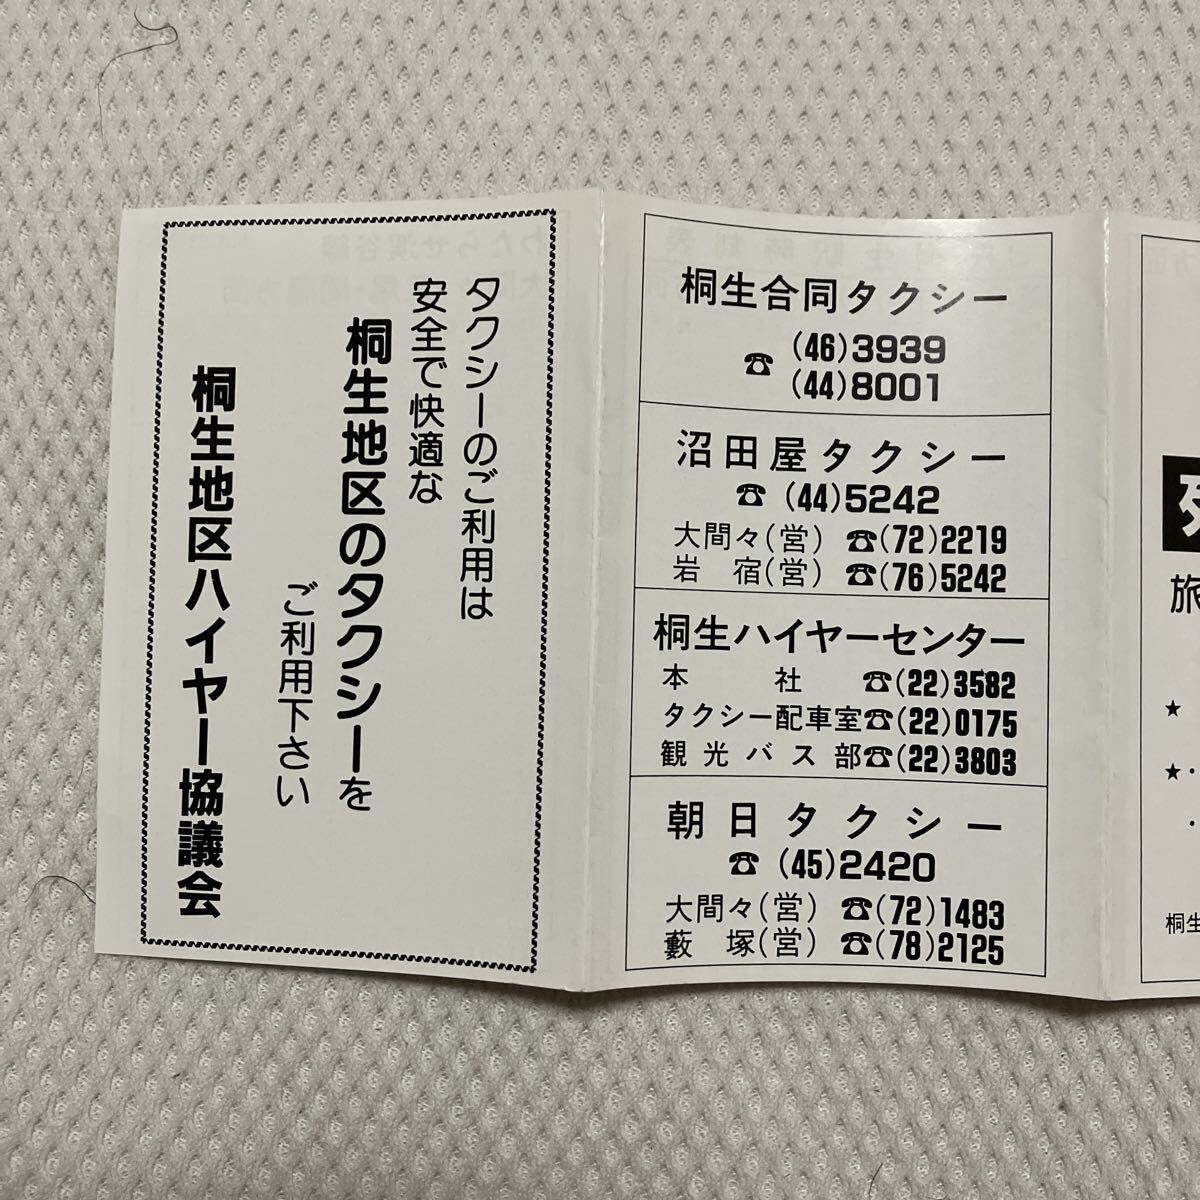 タクシーのご利用は
安全で快適な
桐生地区のタクシーを
ご利用下さい
桐生地区ハイヤー協議会
桐生合同タクシー
☎ (46)3939
(44)8001
沼田屋タクシー
☎ (44)5242
大間々(営) ☎(72)2219
岩宿(営) ☎(76)5242
桐生ハイヤーセンター
本社 ☎(22)3582
タクシー配車室☎(22)0175
観光バス部☎(22)3803
朝日タクシー
☎ (45)2420
大間々(営) ☎(72)1483
藪塚(営) ☎(78)2125
旅
★
★・
・
桐生